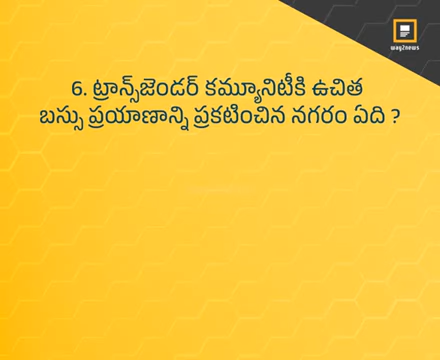 way2news
6. ట్రాన్స్‌జెండర్ కమ్యూనిటీకి ఉచిత
బస్సు ప్రయాణాన్ని ప్రకటించిన నగరం ఏది ?